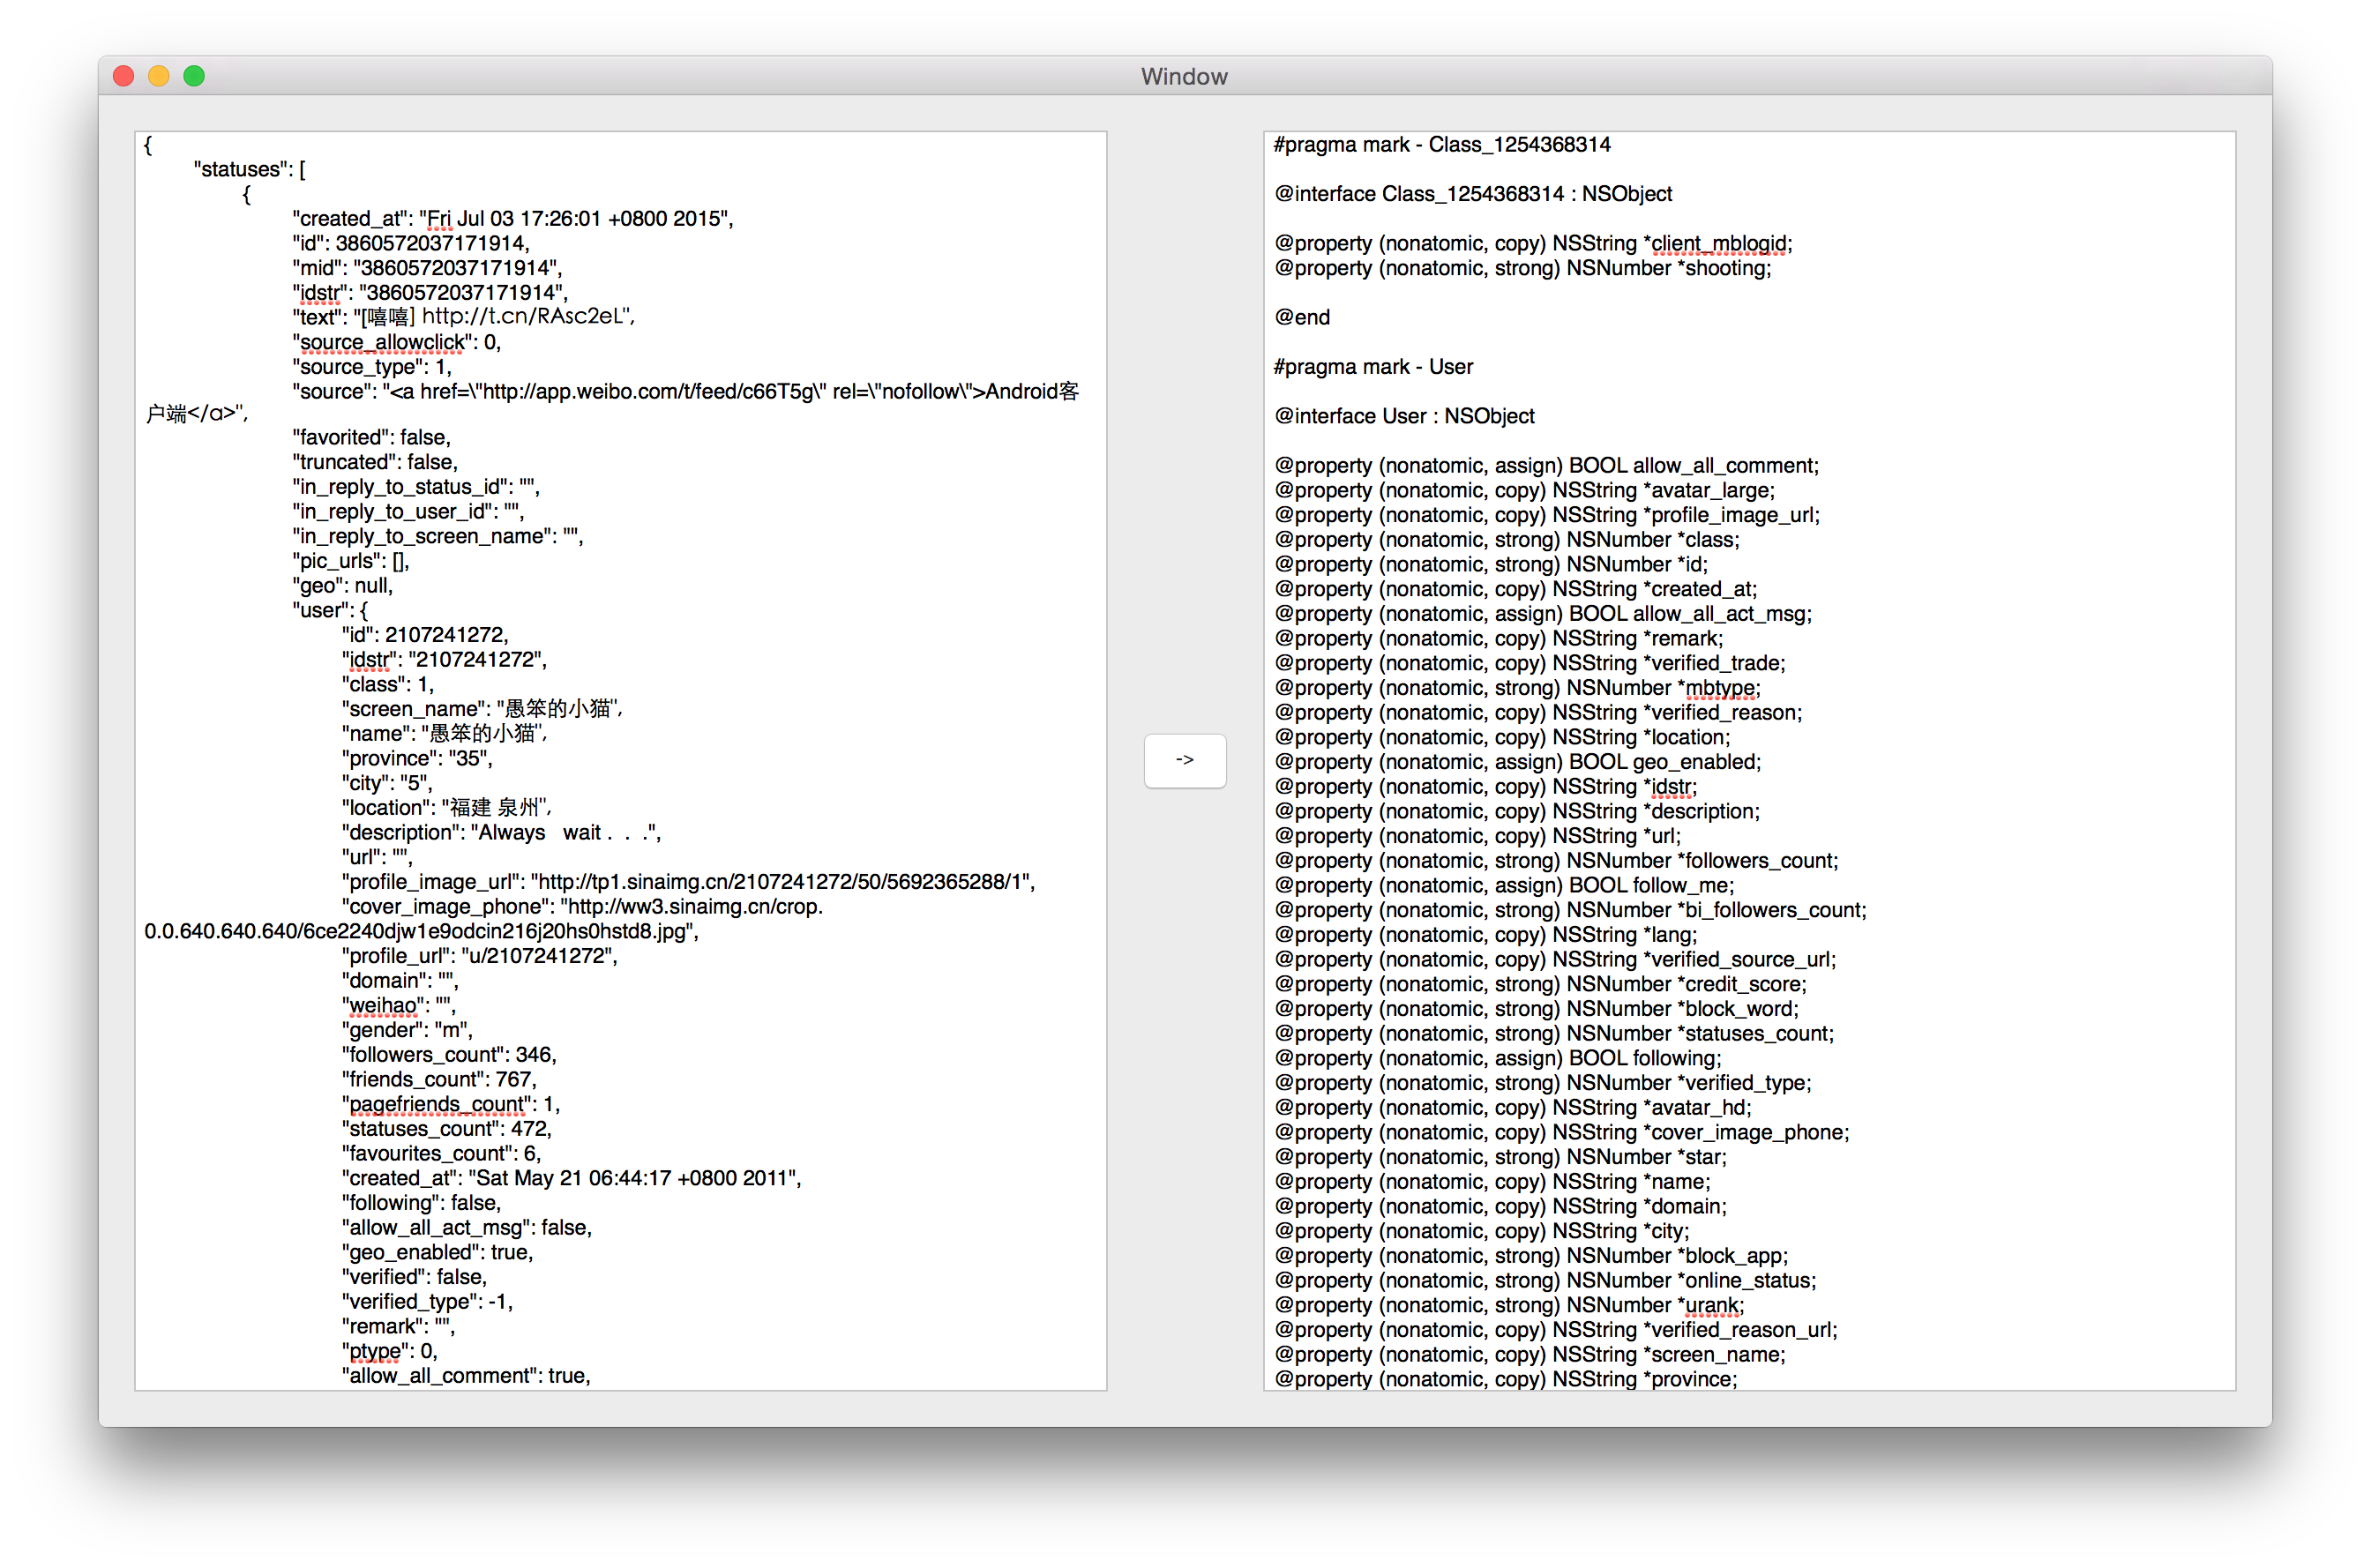 Window
{
"statuses": [
{
"created_at": "Fri Jul 03 17:26:01 +0800 2015",
"id": 3860572037171914,
"mid": "3860572037171914",
"idstr": "3860572037171914",
"text": "[嘻嘻] http://t.cn/RAsc2eL",
"source_allowclick": 0,
"source_type": 1,
"source": "<a href=\"http://app.weibo.com/t/feed/c66T5g\" rel=\"nofollow\">Android客
户端</a>",
"favorited": false,
"truncated": false,
"in_reply_to_status_id": "",
"in_reply_to_user_id": "",
"in_reply_to_screen_name": "",
"pic_urls": [],
"geo": null,
"user": {
"id": 2107241272,
"idstr": "2107241272",
"class": 1,
"screen_name": "愚笨的小猫",
"name": "愚笨的小猫",
"province": "35",
"city": "5",
"location": "福建 泉州",
"description": "Always   wait .  .  .",
"url": "",
"profile_image_url": "http://tp1.sinaimg.cn/2107241272/50/5692365288/1",
"cover_image_phone": "http://ww3.sinaimg.cn/crop.
0.0.640.640.640/6ce2240djw1e9odcin216j20hs0hstd8.jpg",
"profile_url": "u/2107241272",
"domain": "",
"weihao": "",
"gender": "m",
"followers_count": 346,
"friends_count": 767,
"pagefriends_count": 1,
"statuses_count": 472,
"favourites_count": 6,
"created_at": "Sat May 21 06:44:17 +0800 2011",
"following": false,
"allow_all_act_msg": false,
"geo_enabled": true,
"verified": false,
"verified_type": -1,
"remark": "",
"ptype": 0,
"allow_all_comment": true,
->
#pragma mark - Class_1254368314
@interface Class_1254368314 : NSObject
@property (nonatomic, copy) NSString *client_mblogid;
@property (nonatomic, strong) NSNumber *shooting;
@end
#pragma mark - User
@interface User : NSObject
@property (nonatomic, assign) BOOL allow_all_comment;
@property (nonatomic, copy) NSString *avatar_large;
@property (nonatomic, copy) NSString *profile_image_url;
@property (nonatomic, strong) NSNumber *class;
@property (nonatomic, strong) NSNumber *id;
@property (nonatomic, copy) NSString *created_at;
@property (nonatomic, assign) BOOL allow_all_act_msg;
@property (nonatomic, copy) NSString *remark;
@property (nonatomic, copy) NSString *verified_trade;
@property (nonatomic, strong) NSNumber *mbtype;
@property (nonatomic, copy) NSString *verified_reason;
@property (nonatomic, copy) NSString *location;
@property (nonatomic, assign) BOOL geo_enabled;
@property (nonatomic, copy) NSString *idstr;
@property (nonatomic, copy) NSString *description;
@property (nonatomic, copy) NSString *url;
@property (nonatomic, strong) NSNumber *followers_count;
@property (nonatomic, assign) BOOL follow_me;
@property (nonatomic, strong) NSNumber *bi_followers_count;
@property (nonatomic, copy) NSString *lang;
@property (nonatomic, copy) NSString *verified_source_url;
@property (nonatomic, strong) NSNumber *credit_score;
@property (nonatomic, strong) NSNumber *block_word;
@property (nonatomic, strong) NSNumber *statuses_count;
@property (nonatomic, assign) BOOL following;
@property (nonatomic, strong) NSNumber *verified_type;
@property (nonatomic, copy) NSString *avatar_hd;
@property (nonatomic, copy) NSString *cover_image_phone;
@property (nonatomic, strong) NSNumber *star;
@property (nonatomic, copy) NSString *name;
@property (nonatomic, copy) NSString *domain;
@property (nonatomic, copy) NSString *city;
@property (nonatomic, strong) NSNumber *block_app;
@property (nonatomic, strong) NSNumber *online_status;
@property (nonatomic, strong) NSNumber *urank;
@property (nonatomic, copy) NSString *verified_reason_url;
@property (nonatomic, copy) NSString *screen_name;
@property (nonatomic, copy) NSString *province;